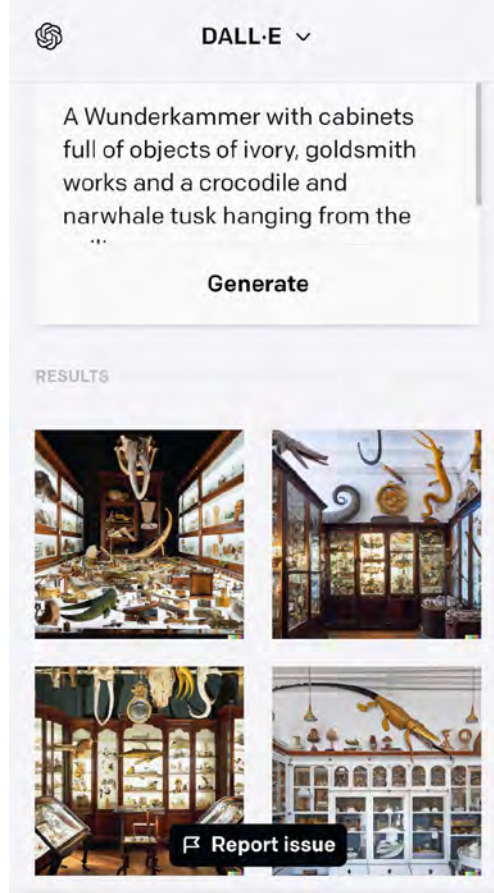 DALL·E
A Wunderkammer with cabinets
full of objects of ivory, goldsmith
works and a crocodile and
narwhale tusk hanging from the
Generate
RESULTS
Report issue